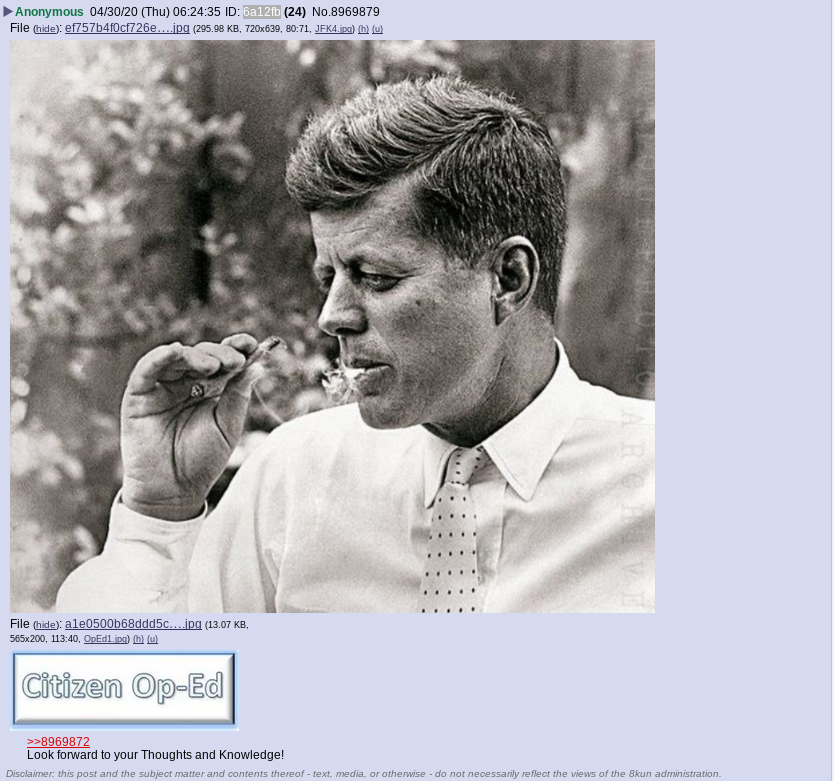 ▶Anonymous 04/30/20 (Thu) 06:24:35 ID: 6a12fb (24) No.8969879
File (hide): ef757b4f0cf726e….jpg (295.98 KB, 720x639, 80:71, JFK4.jpg) (h) (u)
ARCHIVE
File (hide): a1e0500b68ddd5c….jpg (13.07 KB,
565x200, 113:40, OpEd1.jpg) (h) (u)
Citizen Op-Ed
>>8969872
Look forward to your Thoughts and Knowledge!
Disclaimer: this post and the subject matter and contents thereof - text, media, or otherwise - do not necessarily reflect the views of the 8kun administration.